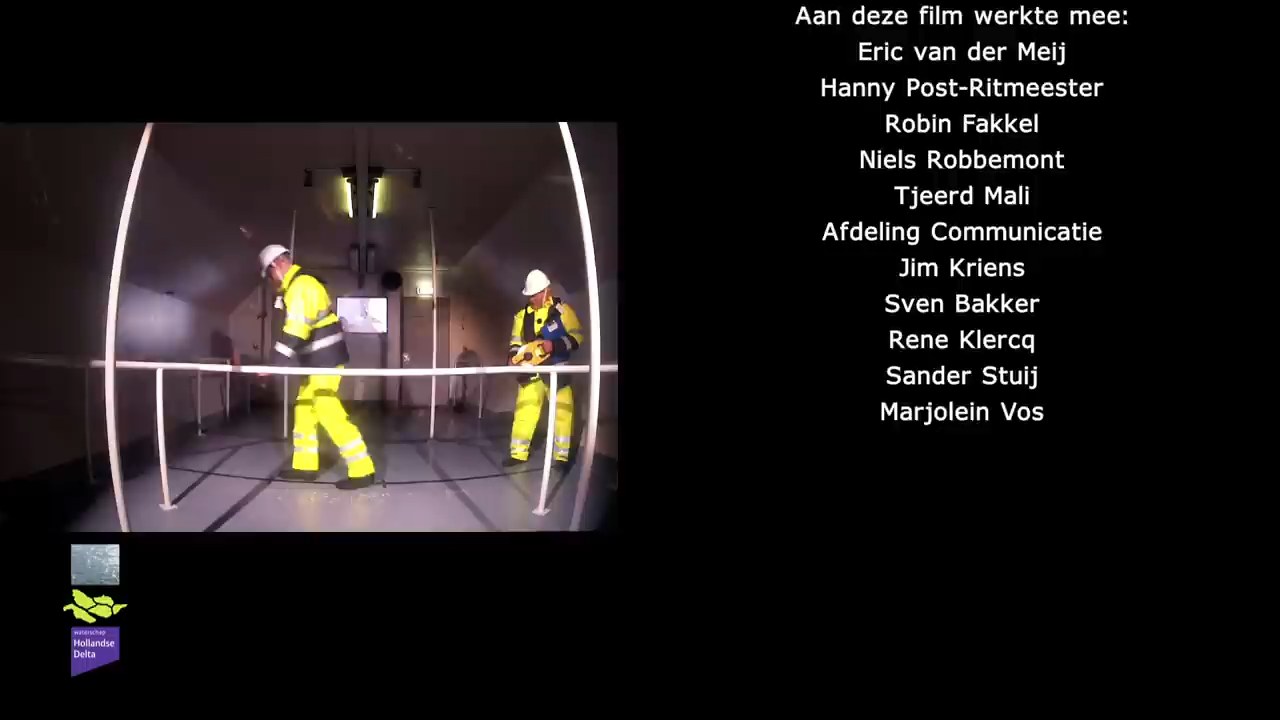 Aan deze film werkte mee:
Eric van der Meij
Hanny Post-Ritmeester
Robin Fakkel
Niels Robbemont
Tjeerd Mali
Afdeling Communicatie
Jim Kriens
Sven Bakker
Rene Klercq
Sander Stuij
Marjolein Vos
waterschap
Hollandse
Delta